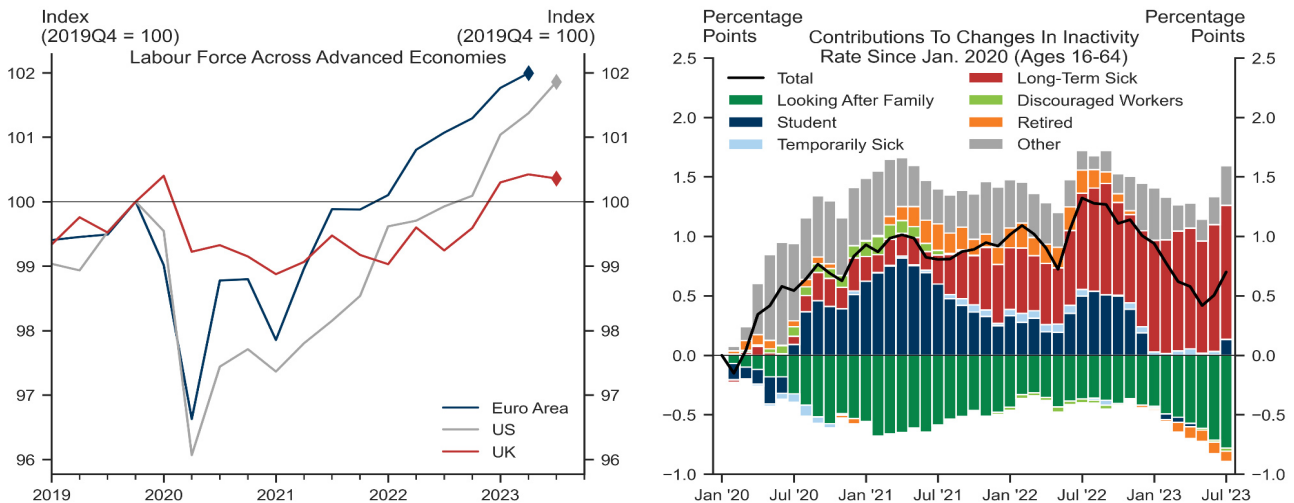 Index
(2019Q4 = 100)
Index
(2019Q4 = 100)
Labour Force Across Advanced Economies
102
101
100
99
98
97
96
102
101
100
99
98
97
96
Euro Area
US
UK
2019
2020
2021
2022
2023
Percentage
Points
Percentage
Points
Contributions To Changes In Inactivity
Rate Since Jan. 2020 (Ages 16-64)
2.5
2.0
1.5
1.0
0.5
0.0
−0.5
−1.0
2.5
2.0
1.5
1.0
0.5
0.0
−0.5
−1.0
Total
Looking After Family
Student
Temporarily Sick
Long-Term Sick
Discouraged Workers
Retired
Other
Jan '20
Jul '20
Jan '21
Jul '21
Jan '22
Jul '22
Jan '23
Jul '23